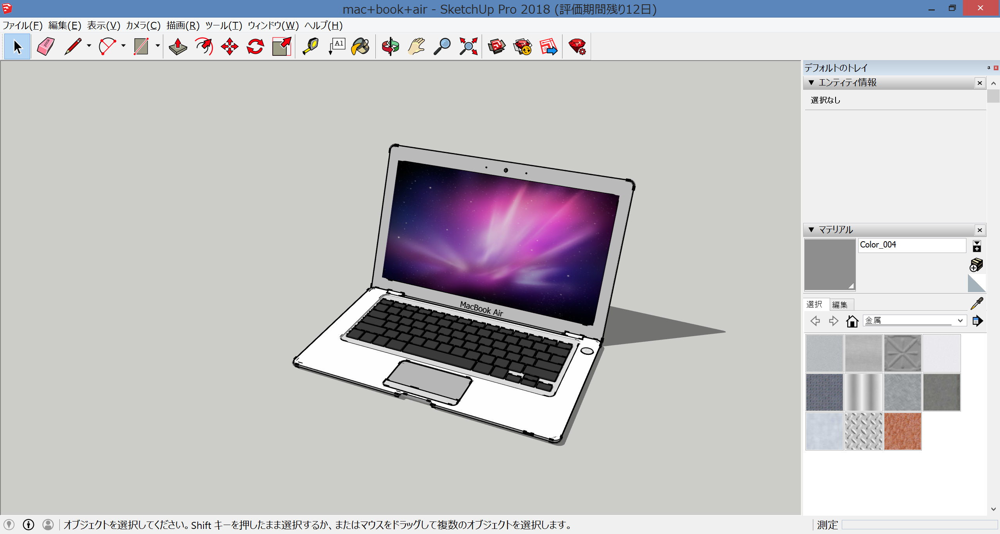 mac+book+air - SketchUp Pro 2018 (評価期間残り12日)
ファイル(F) 編集(E) 表示(V) カメラ(C) 描画(R) ツール(T) ウィンドウ(W) ヘルプ(H)
pink
A1
デフォルトのトレイ
エンティティ情報
選択なし
マテリアル
Color_004
選択 編集
金属
MacBook Air
オブジェクトを選択してください。Shift キーを押したまま選択するか、またはマウスをドラッグして複数のオブジェクトを選択します。
測定